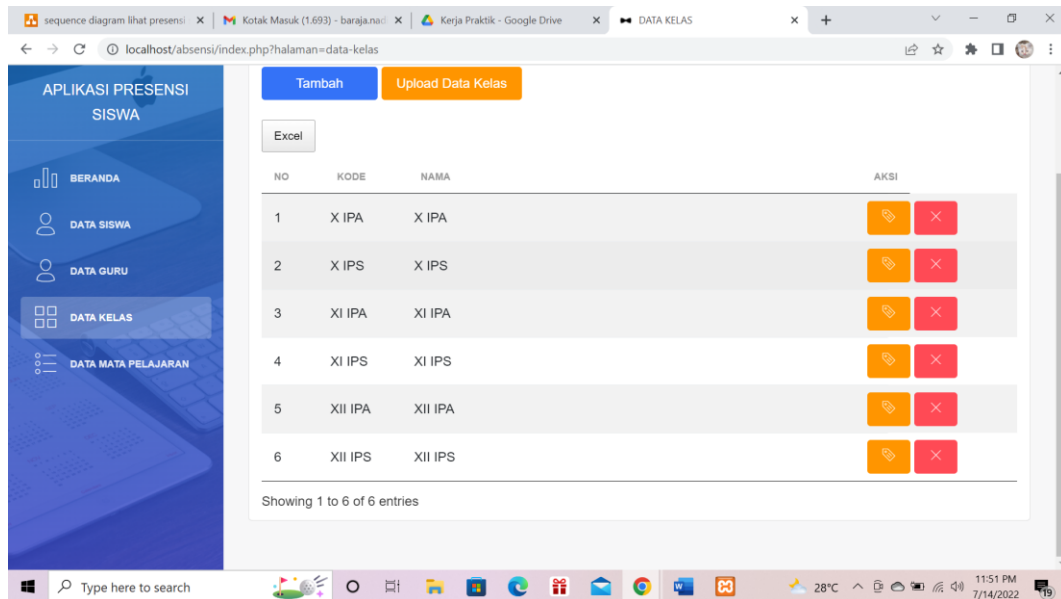 sequence diagram lihat presensi
Kotak Masuk (1.693) - baraja.nad
Kerja Praktik - Google Drive
DATA KELAS
localhost/absensi/index.php?halaman=data-kelas
APLIKASI PRESENSI
SISWA
BERANDA
DATA SISWA
DATA GURU
DATA KELAS
DATA MATA PELAJARAN
Tambah Upload Data Kelas
Excel
NO KODE NAMA AKSI
1 X IPA X IPA
2 X IPS X IPS
3 XI IPA XI IPA
4 XI IPS XI IPS
5 XII IPA XII IPA
6 XII IPS XII IPS
Showing 1 to 6 of 6 entries
Type here to search
28°C
11:51 PM
7/14/2022
19